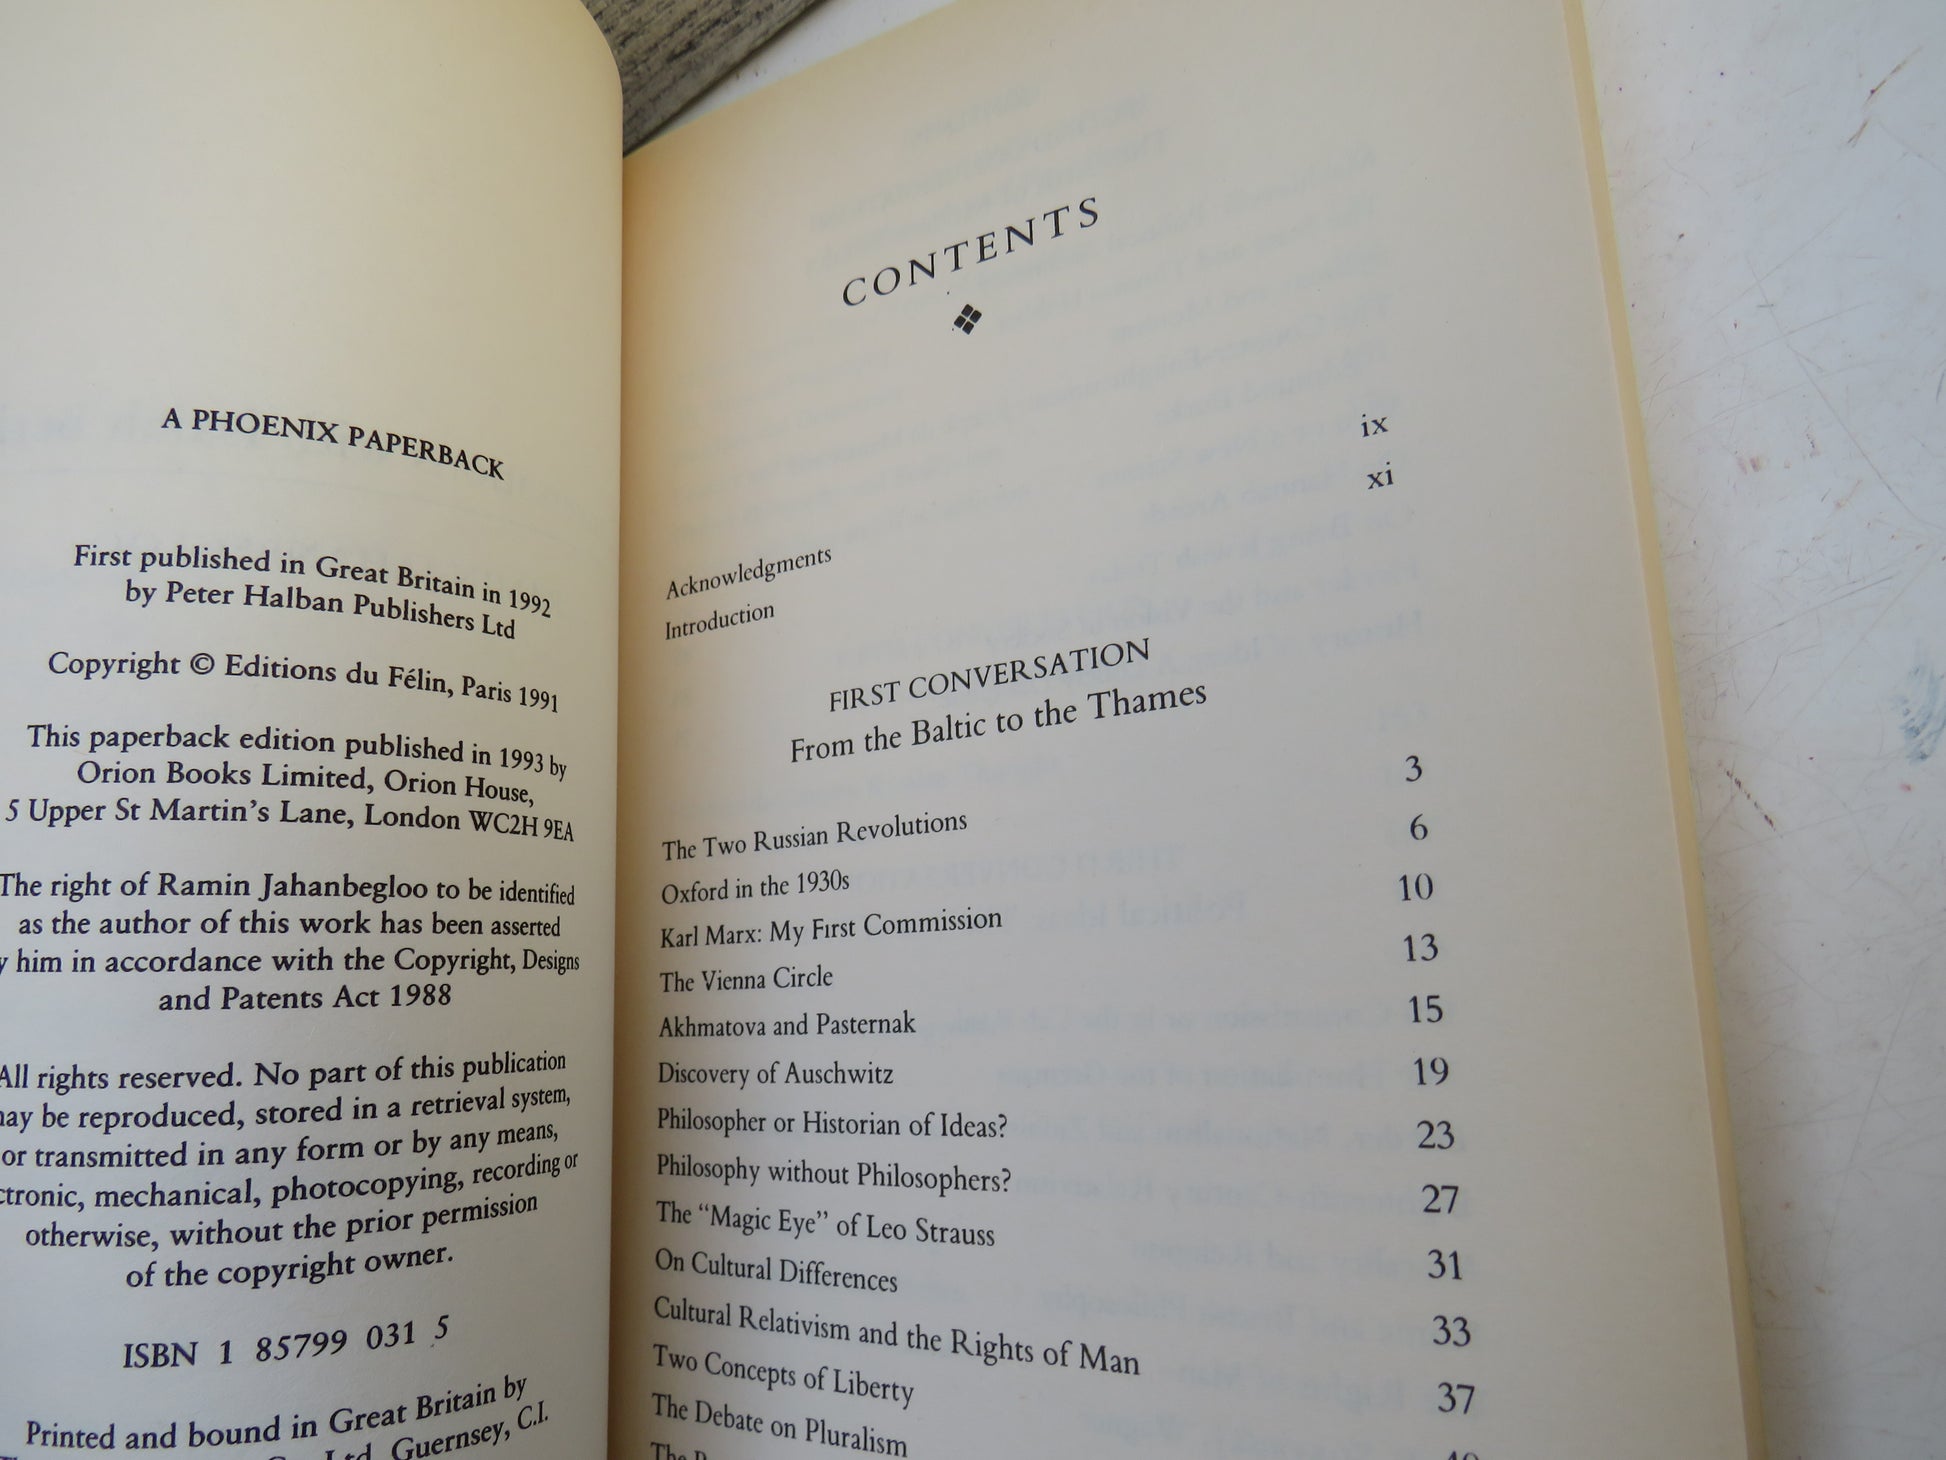 A PHOENIX PAPERBACK
First published in Great Britain in 1992
by Peter Halban Publishers Ltd
Copyright © Editions du Félin, Paris 1991
This paperback edition published in 1993 by
Orion Books Limited, Orion House,
5 Upper St Martin's Lane, London WC2H 9EA
The right of Ramin Jahanbegloo to be identified
as the author of this work has been asserted
him in accordance with the Copyright, Designs
and Patents Act 1988
All rights reserved. No part of this publication
may be reproduced, stored in a retrieval system,
or transmitted in any form or by any means,
mechanical, photocopying, recording or
otherwise, without the prior permission
of the copyright owner.
ISBN 1 85799 031 5
Printed and bound in Great Britain by
Ltd, Guernsey, C.I.
CONTENTS
Acknowledgments ix
Introduction xi
FIRST CONVERSATION
From the Baltic to the Thames
The Two Russian Revolutions 3
Oxford in the 1930s 6
Karl Marx: My First Commission 10
The Vienna Circle 13
Akhmatova and Pasternak 15
Discovery of Auschwitz 19
Philosopher or Historian of Ideas? 23
Philosophy without Philosophers? 27
The "Magic Eye" of Leo Strauss 31
On Cultural Differences 33
Cultural Relativism and the Rights of Man 37
Two Concepts of Liberty
The Debate on Pluralism
The